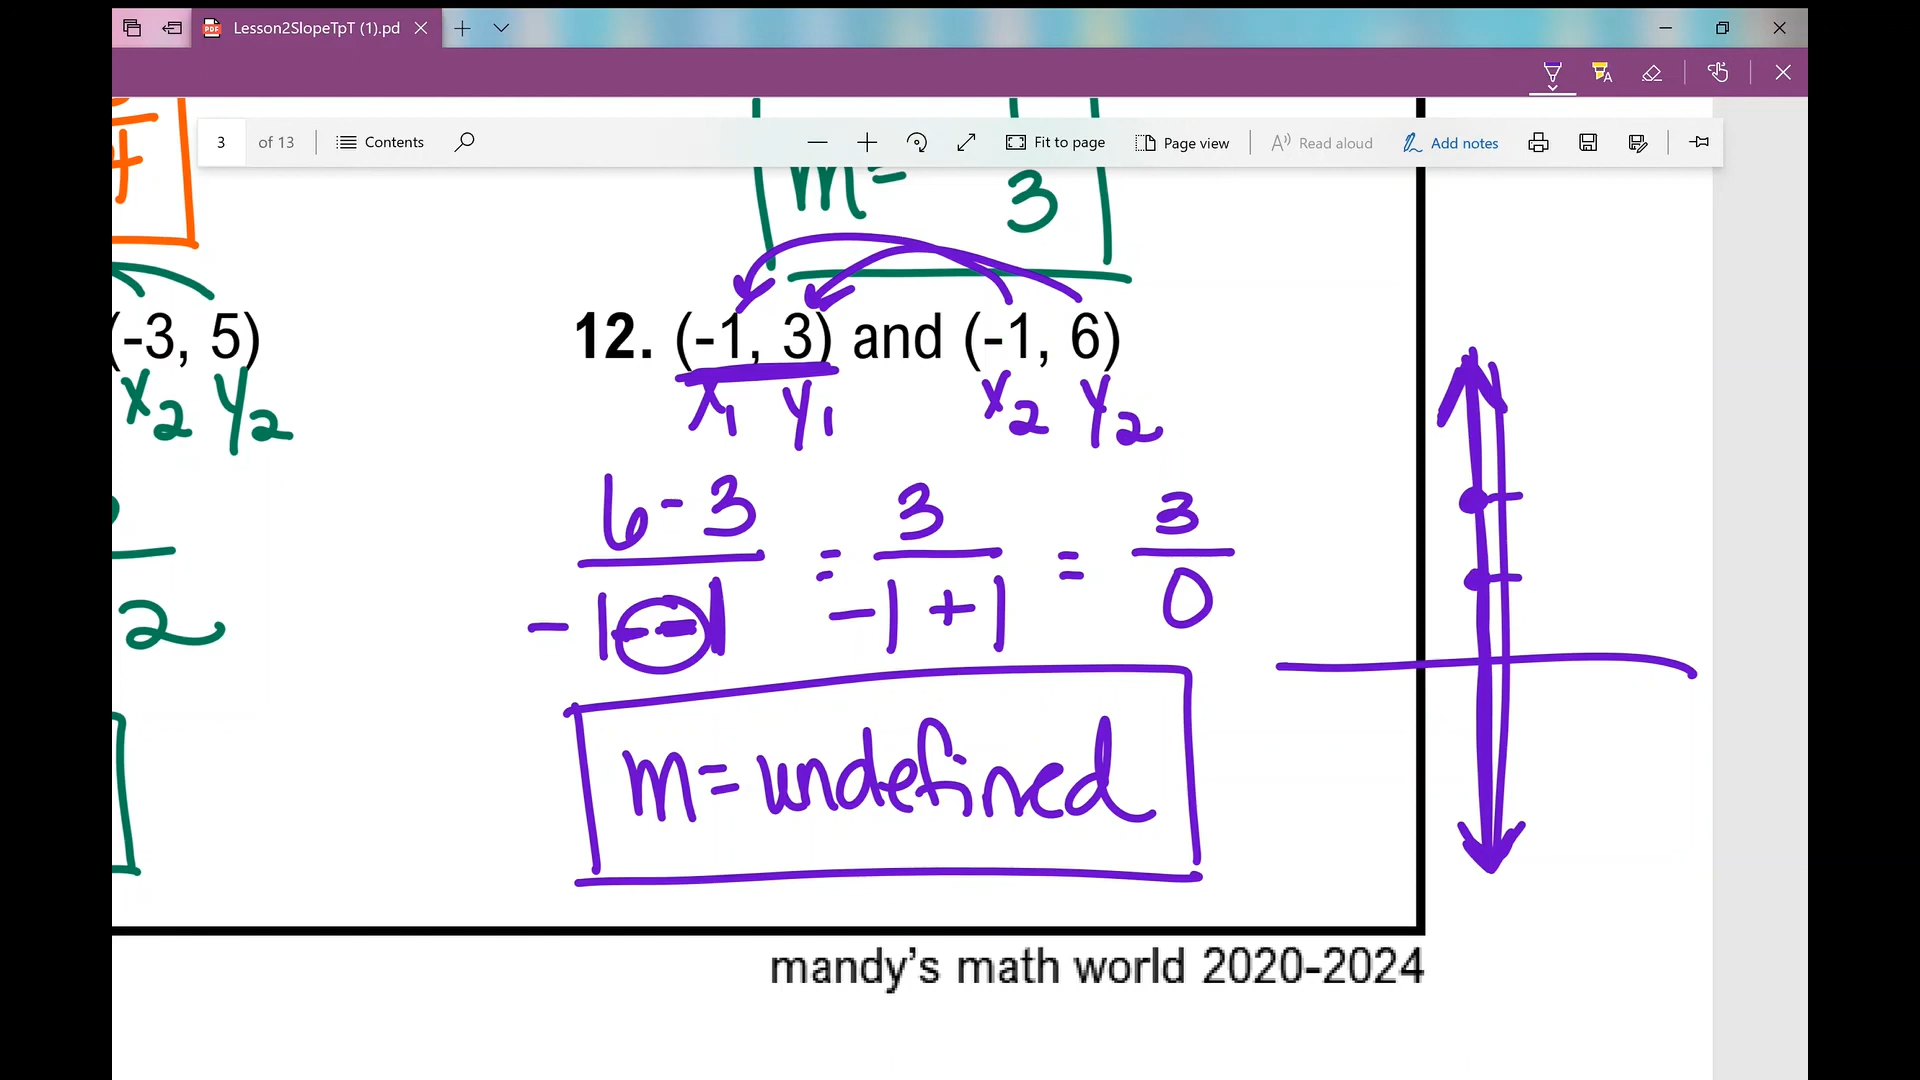 Lesson2SlopeTpT (1).pd
3 of 13 Contents Fit to page Page view Read aloud Add notes
m = 3
(-3, 5)
x2 y2
2
12. (-1, 3) and (-1, 6)
x1 y1 x2 y2
6 - 3 = 3 = 3
-1 - -1 -1 + 1 0
m = undefined
mandy's math world 2020-2024